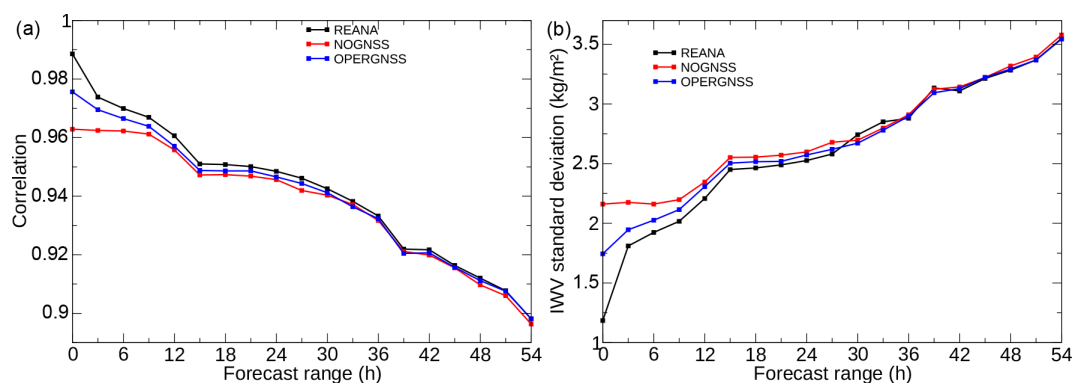 (a)
Correlation
1
0.98
0.96
0.94
0.92
0.9
REANA
NOGNSS
OPERGNSS
0 6 12 18 24 30 36 42 48 54
Forecast range (h)
(b)
IWV standard deviation (kg/m²)
3.5
3
2.5
2
1.5
1
REANA
NOGNSS
OPERGNSS
0 6 12 18 24 30 36 42 48 54
Forecast range (h)